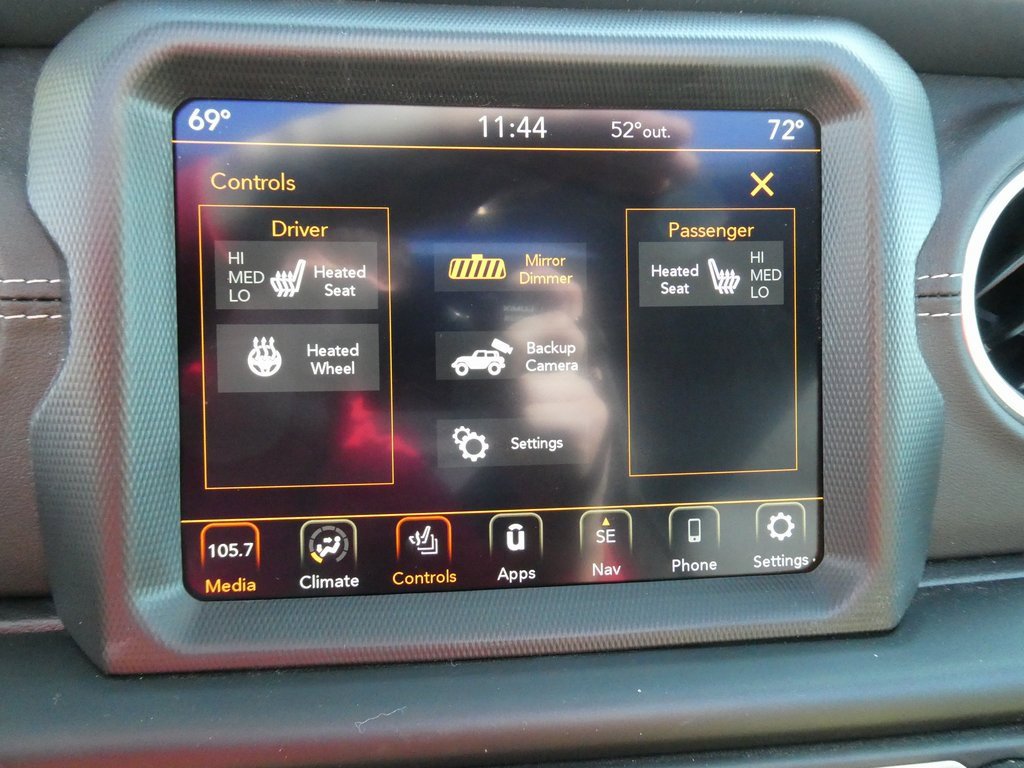 69° 11:44 52° out. 72°
Controls
Driver
HI
MED
LO
Heated
Seat
Heated
Wheel
Mirror
Dimmer
Backup
Camera
Settings
Passenger
Heated
Seat
HI
MED
LO
105.7
Media
Climate
Controls
Apps
SE
Nav
Phone
Settings